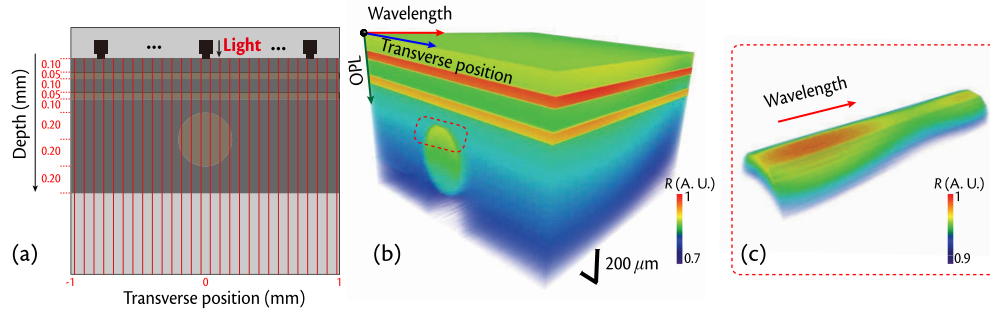 (a)
Light
...
...
Depth (mm)
0.10
0.05
0.10
0.05
0.10
0.20
0.20
0.20
-1
0
1
Transverse position (mm)
(b)
Wavelength
Transverse position
OPL
R (A. U.)
1
0.7
200 μm
(c)
Wavelength
R (A. U.)
1
0.9